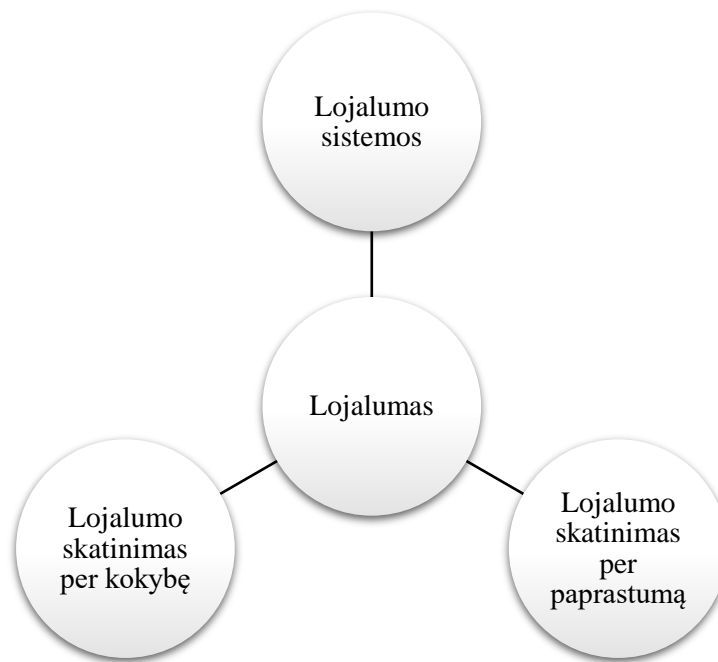 Lojalumo
sistemos
Lojalumas
Lojalumo
skatinimas
per kokybę
Lojalumo
skatinimas
per
paprastumą